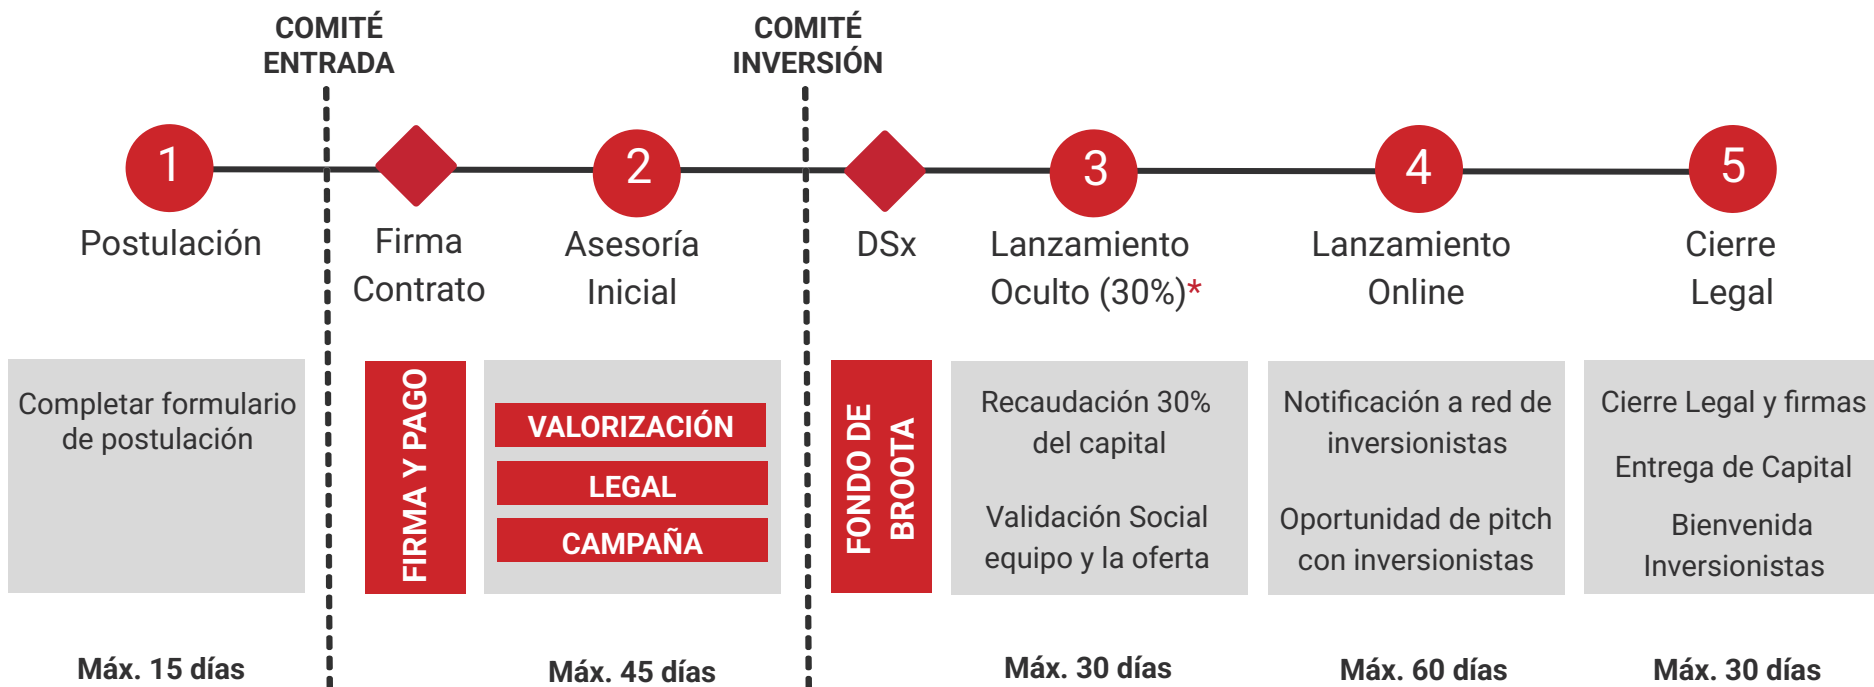 COMITÉ
ENTRADA
COMITÉ
INVERSIÓN
1
2
3
4
5
Postulación
Firma
Contrato
Asesoría
Inicial
DSx
Lanzamiento
Oculto (30%)*
Lanzamiento
Online
Cierre
Legal
Completar formulario
de postulación
FIRMA Y PAGO
VALORIZACIÓN
LEGAL
CAMPAÑA
FONDO DE
BROOTA
Recaudación 30%
del capital
Validación Social
equipo y la oferta
Notificación a red de
inversionistas
Oportunidad de pitch
con inversionistas
Cierre Legal y firmas
Entrega de Capital
Bienvenida
Inversionistas
Máx. 15 días
Máx. 45 días
Máx. 30 días
Máx. 60 días
Máx. 30 días